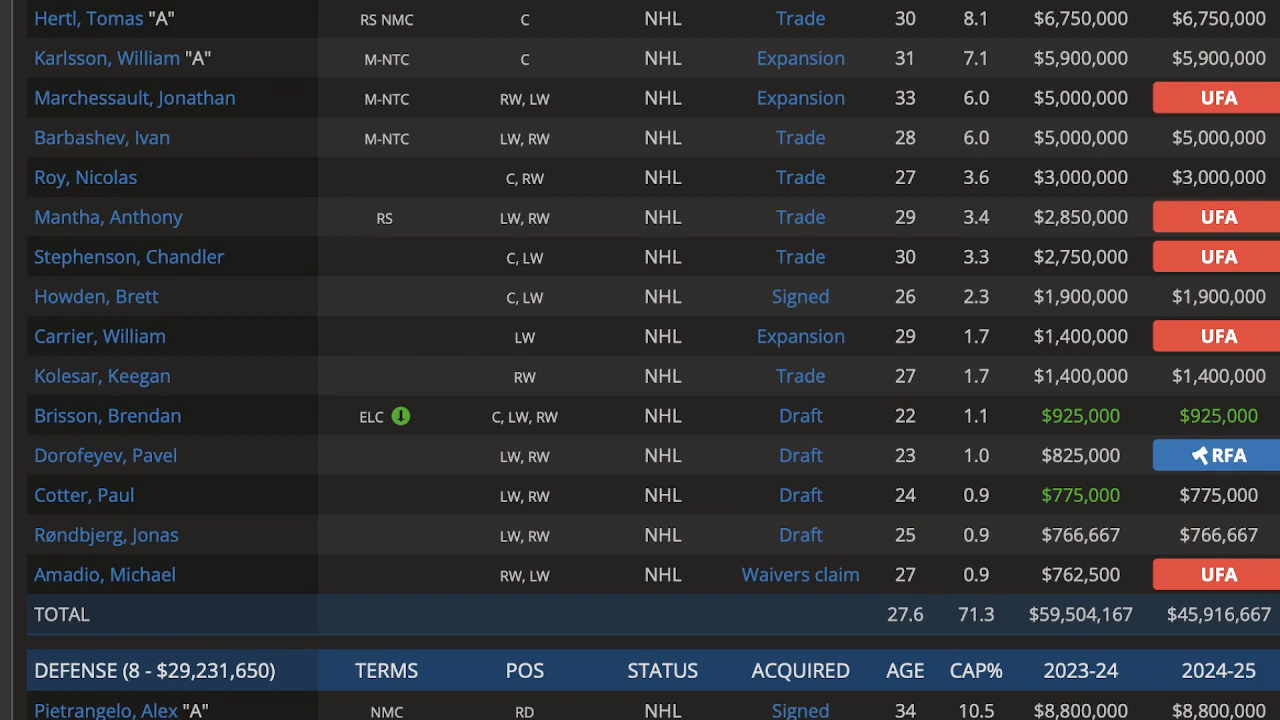 Hertl, Tomas "A" RS NMC C NHL Trade 30 8.1 $6,750,000 $6,750,000
Karlsson, William "A" M-NTC C NHL Expansion 31 7.1 $5,900,000 $5,900,000
Marchessault, Jonathan M-NTC RW, LW NHL Expansion 33 6.0 $5,000,000 UFA
Barbashev, Ivan M-NTC LW, RW NHL Trade 28 6.0 $5,000,000 $5,000,000
Roy, Nicolas C, RW NHL Trade 27 3.6 $3,000,000 $3,000,000
Mantha, Anthony RS LW, RW NHL Trade 29 3.4 $2,850,000 UFA
Stephenson, Chandler C, LW NHL Trade 30 3.3 $2,750,000 UFA
Howden, Brett C, LW NHL Signed 26 2.3 $1,900,000 $1,900,000
Carrier, William LW NHL Expansion 29 1.7 $1,400,000 UFA
Kolesar, Keegan RW NHL Trade 27 1.7 $1,400,000 $1,400,000
Brisson, Brendan ELC C, LW, RW NHL Draft 22 1.1 $925,000 $925,000
Dorofeyev, Pavel LW, RW NHL Draft 23 1.0 $825,000 RFA
Cotter, Paul LW, RW NHL Draft 24 0.9 $775,000 $775,000
Røndbjerg, Jonas LW, RW NHL Draft 25 0.9 $766,667 $766,667
Amadio, Michael RW, LW NHL Waivers claim 27 0.9 $762,500 UFA
TOTAL 27.6 71.3 $59,504,167 $45,916,667
DEFENSE (8 - $29,231,650) TERMS POS STATUS ACQUIRED AGE CAP% 2023-24 2024-25
Pietrangelo, Alex "A" NMC RD NHL Signed 34 10.5 $8,800,000 $8,800,000